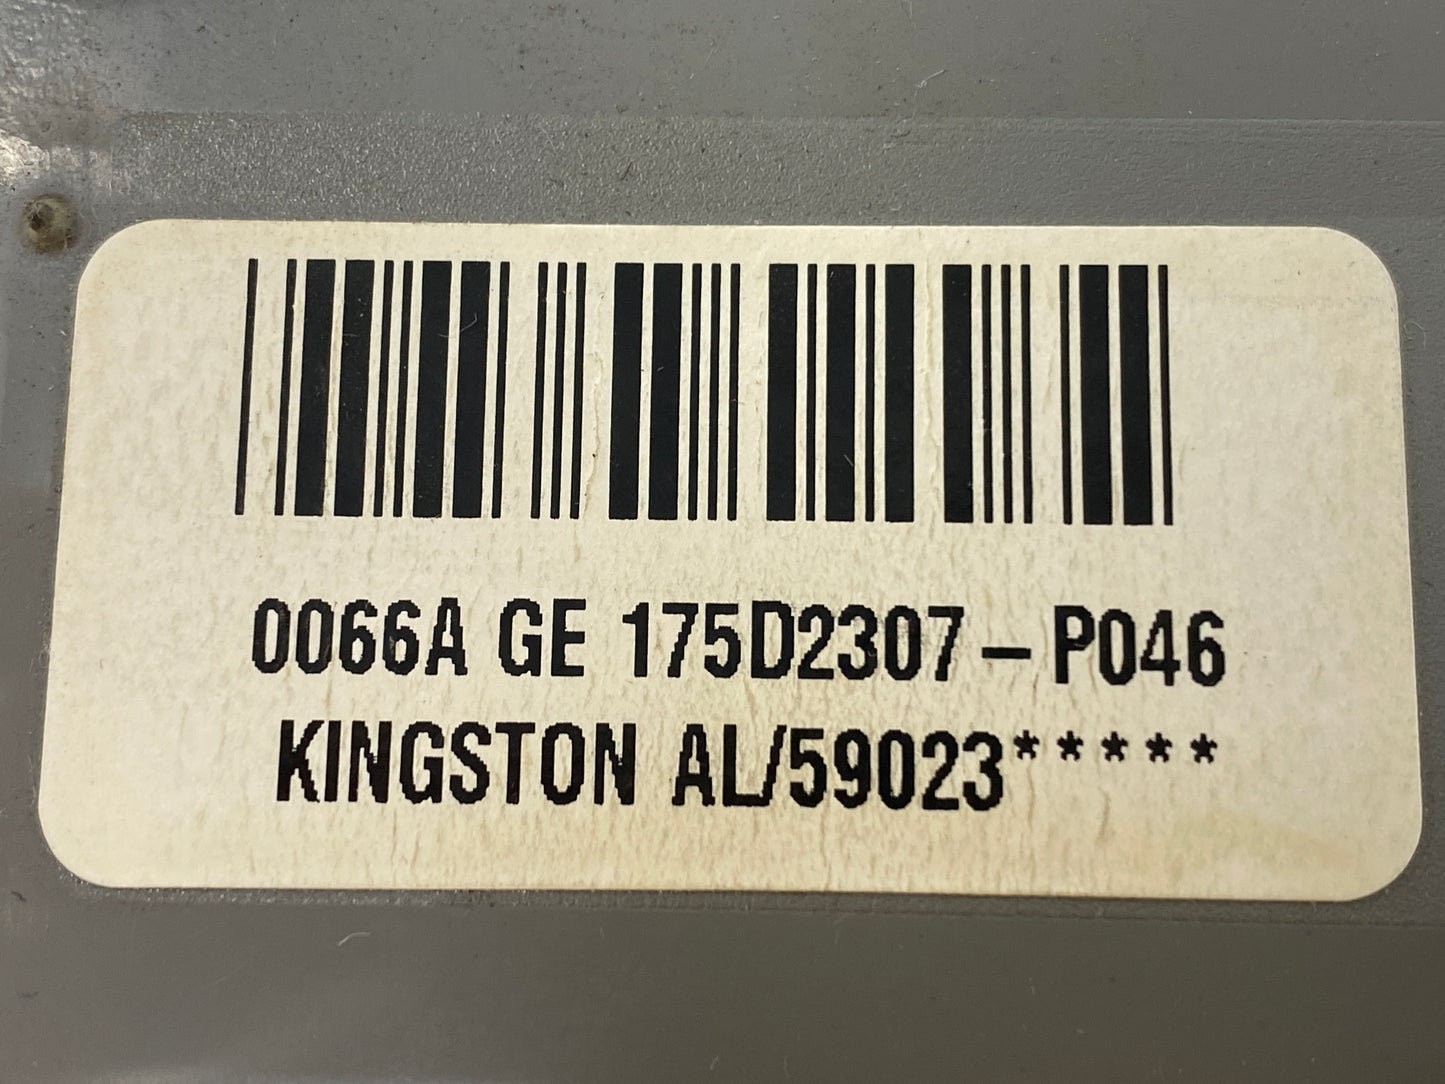 0066A GE 175D2307-P046
KINGSTON AL/59023*****